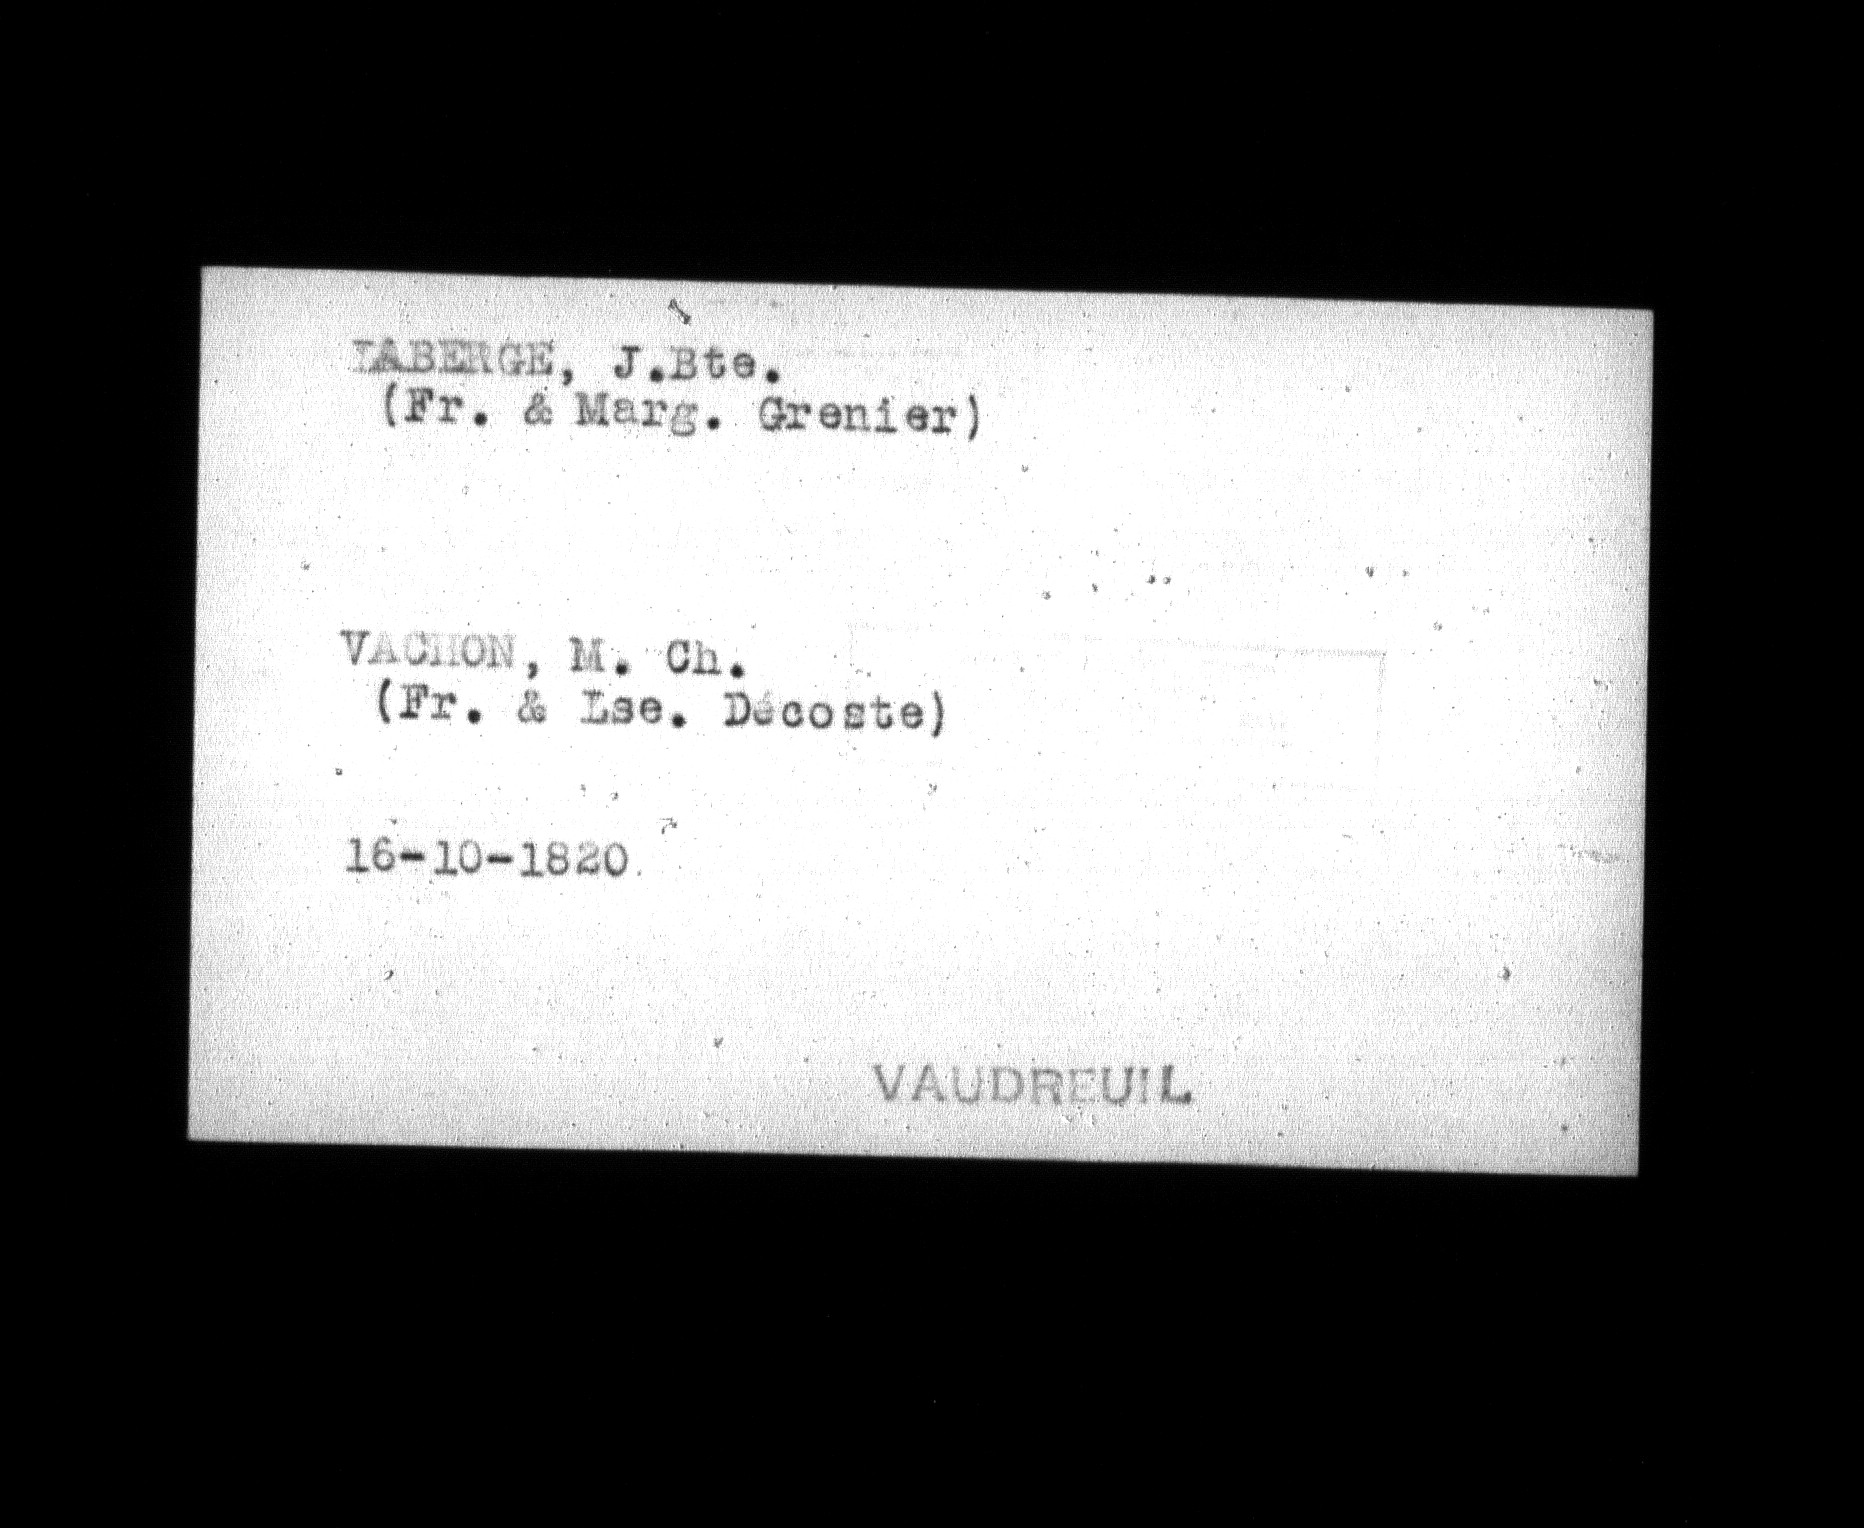 LABERGE, J.Bte.
(Fr. & Marg. Grenier)
VACHON, M. Ch.
(Fr. & Lse. Décoste)
16-10-1820.
VAUDREUIL